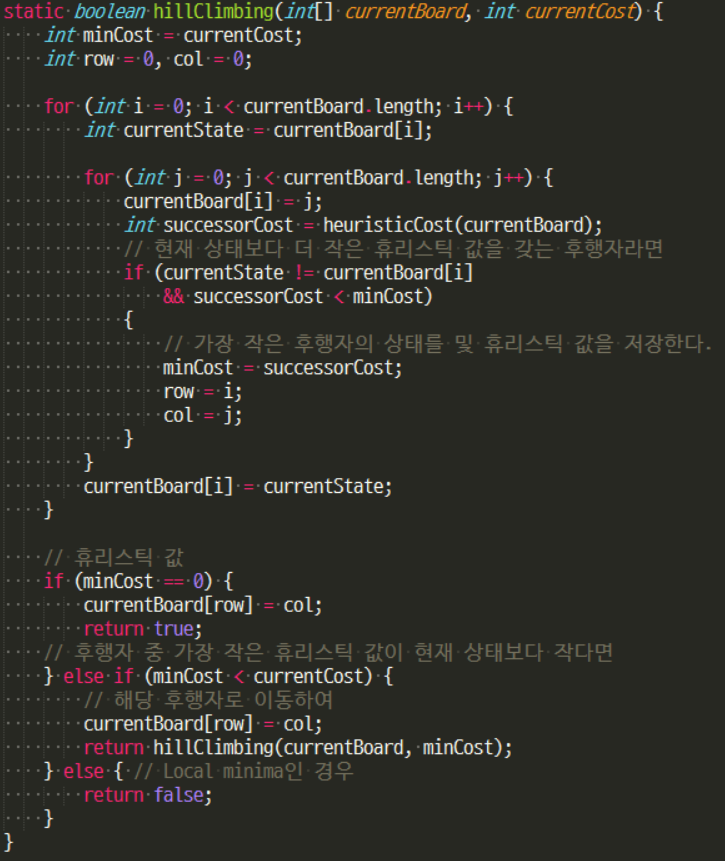 static boolean hillClimbing(int[] currentBoard, int currentCost) {
    int minCost = currentCost;
    int row = 0, col = 0;

    for (int i = 0; i < currentBoard.length; i++) {
        int currentState = currentBoard[i];

        for (int j = 0; j < currentBoard.length; j++) {
            currentBoard[i] = j;
            int successorCost = heuristicCost(currentBoard);
            // 현재 상태보다 더 작은 휴리스틱 값을 갖는 후행자라면
            if (currentState != currentBoard[i]
                && successorCost < minCost)
            {
                // 가장 작은 후행자의 상태를 및 휴리스틱 값을 저장한다.
                minCost = successorCost;
                row = i;
                col = j;
            }
        }
        currentBoard[i] = currentState;
    }

    // 휴리스틱 값
    if (minCost == 0) {
        currentBoard[row] = col;
        return true;
    // 후행자 중 가장 작은 휴리스틱 값이 현재 상태보다 작다면
    } else if (minCost < currentCost) {
        // 해당 후행자로 이동하여
        currentBoard[row] = col;
        return hillClimbing(currentBoard, minCost);
    } else { // Local minima인 경우
        return false;
    }
}